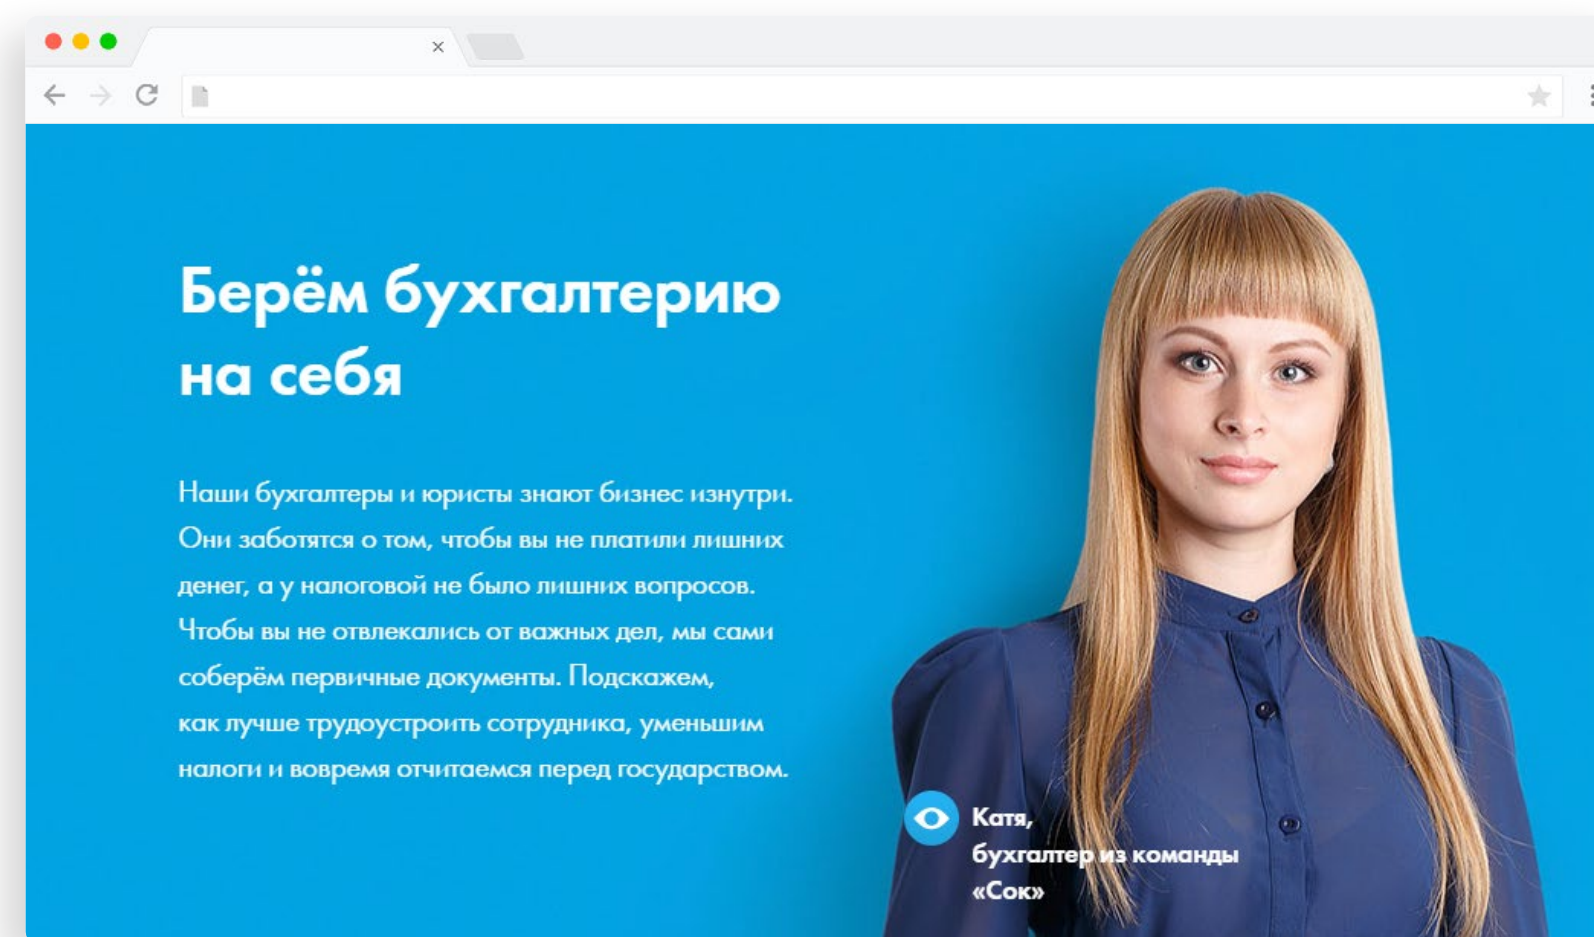 Берём бухгалтерию
на себя
Наши бухгалтеры и юристы знают бизнес изнутри.
Они заботятся о том, чтобы вы не платили лишних
денег, а у налоговой не было лишних вопросов.
Чтобы вы не отвлекались от важных дел, мы сами
соберём первичные документы. Подскажем,
как лучше трудоустроить сотрудника, уменьшим
налоги и вовремя отчитаемся перед государством.
Катя,
бухгалтер из команды
«Сок»